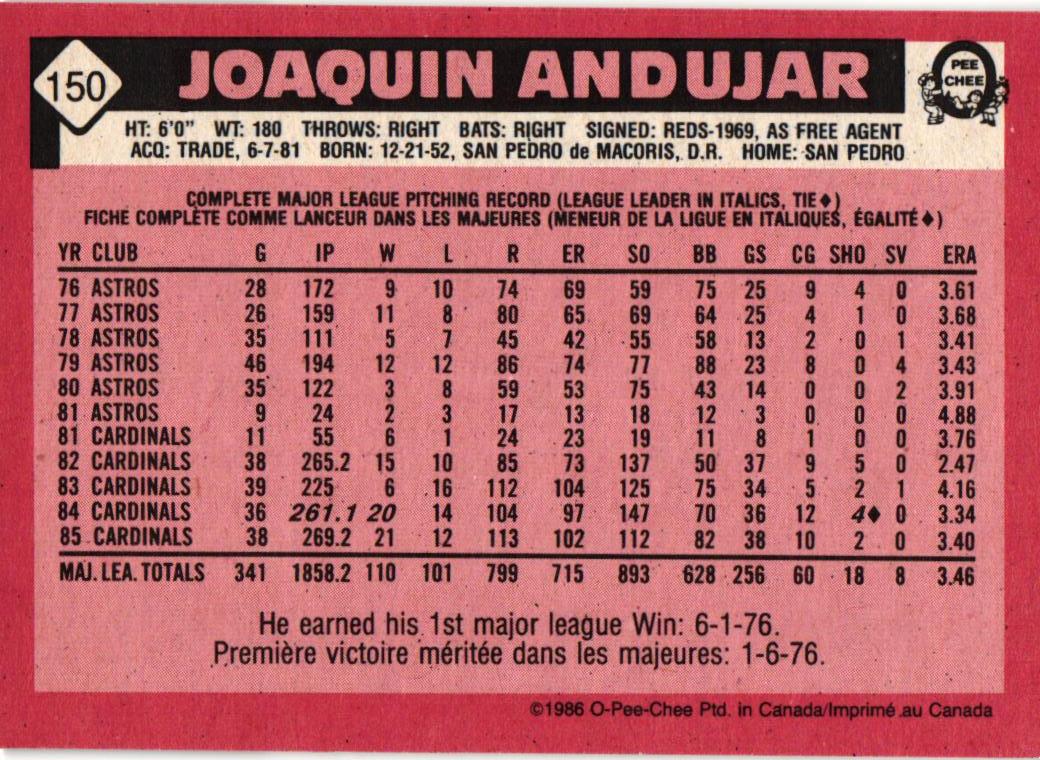 150
JOAQUIN ANDUJAR
O
PEE
CHEE
HT: 6'0" WT: 180 THROWS: RIGHT BATS: RIGHT SIGNED: REDS-1969, AS FREE AGENT
ACQ: TRADE, 6-7-81 BORN: 12-21-52, SAN PEDRO de MACORIS, D.R. HOME: SAN PEDRO
COMPLETE MAJOR LEAGUE PITCHING RECORD (LEAGUE LEADER IN ITALICS, TIE♦)
FICHE COMPLÈTE COMME LANCEUR DANS LES MAJEURES (MENEUR DE LA LIGUE EN ITALIQUES, ÉGALITÉ♦)
YR CLUB G IP W L R ER SO BB GS CG SHO SV ERA
76 ASTROS 28 172 9 10 74 69 59 75 25 9 4 0 3.61
77 ASTROS 26 159 11 8 80 65 69 64 25 4 1 0 3.68
78 ASTROS 35 111 5 7 45 42 55 58 13 2 0 1 3.41
79 ASTROS 46 194 12 12 86 74 77 88 23 8 0 4 3.43
80 ASTROS 35 122 3 8 59 53 75 43 14 0 0 2 3.91
81 ASTROS 9 24 2 3 17 13 18 12 3 0 0 0 4.88
81 CARDINALS 11 55 6 1 24 23 19 11 8 1 0 0 3.76
82 CARDINALS 38 265.2 15 10 85 73 137 50 37 9 5 0 2.47
83 CARDINALS 39 225 6 16 112 104 125 75 34 5 2 1 4.16
84 CARDINALS 36 261.1 20 14 104 97 147 70 36 12 4♦ 0 3.34
85 CARDINALS 38 269.2 21 12 113 102 112 82 38 10 2 0 3.40
MAJ. LEA. TOTALS 341 1858.2 110 101 799 715 893 628 256 60 18 8 3.46
He earned his 1st major league Win: 6-1-76.
Première victoire méritée dans les majeures: 1-6-76.
©1986 O-Pee-Chee Ptd. in Canada/Imprimé au Canada